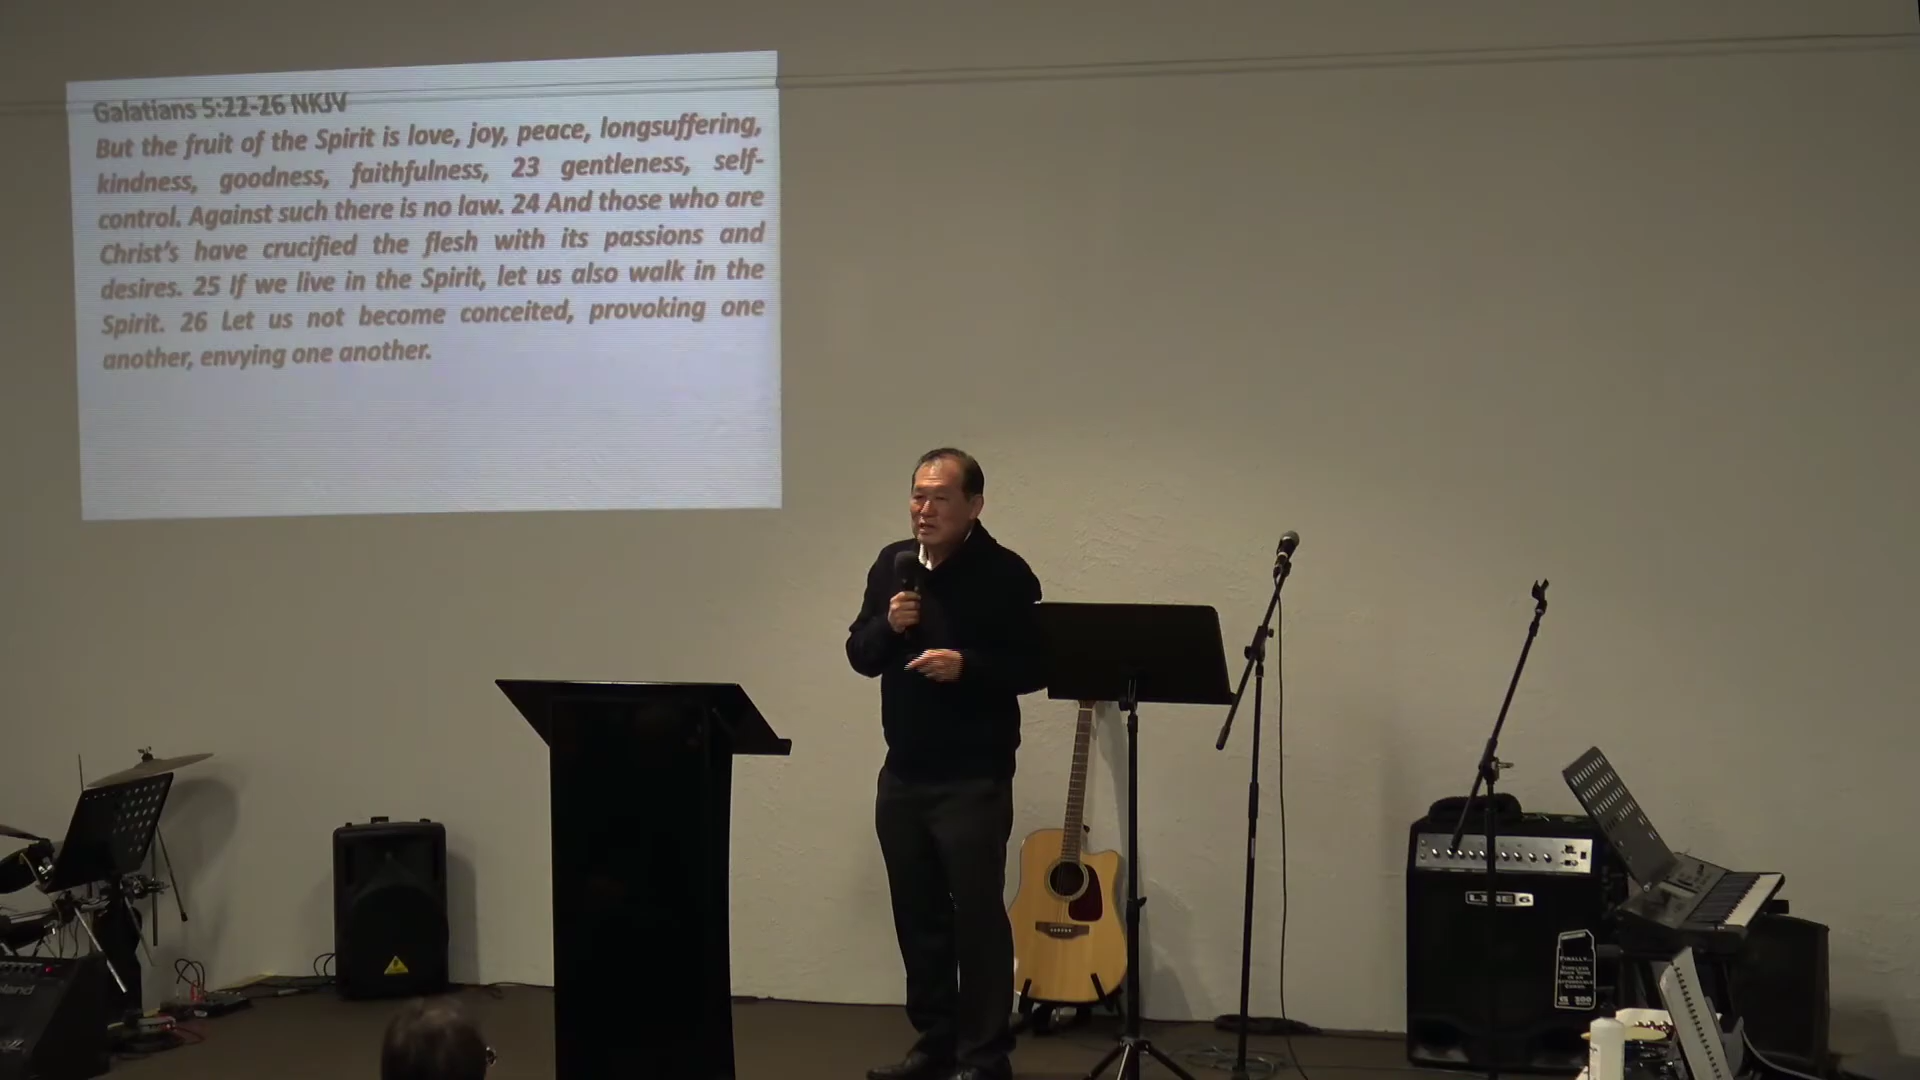 Galatians 5:22-26 NKJV
But the fruit of the Spirit is love, joy, peace, longsuffering,
kindness, goodness, faithfulness, 23 gentleness, self-
control. Against such there is no law. 24 And those who are
Christ's have crucified the flesh with its passions and
desires. 25 If we live in the Spirit, let us also walk in the
Spirit. 26 Let us not become conceited, provoking one
another, envying one another.
LINE 6
FINALLY...